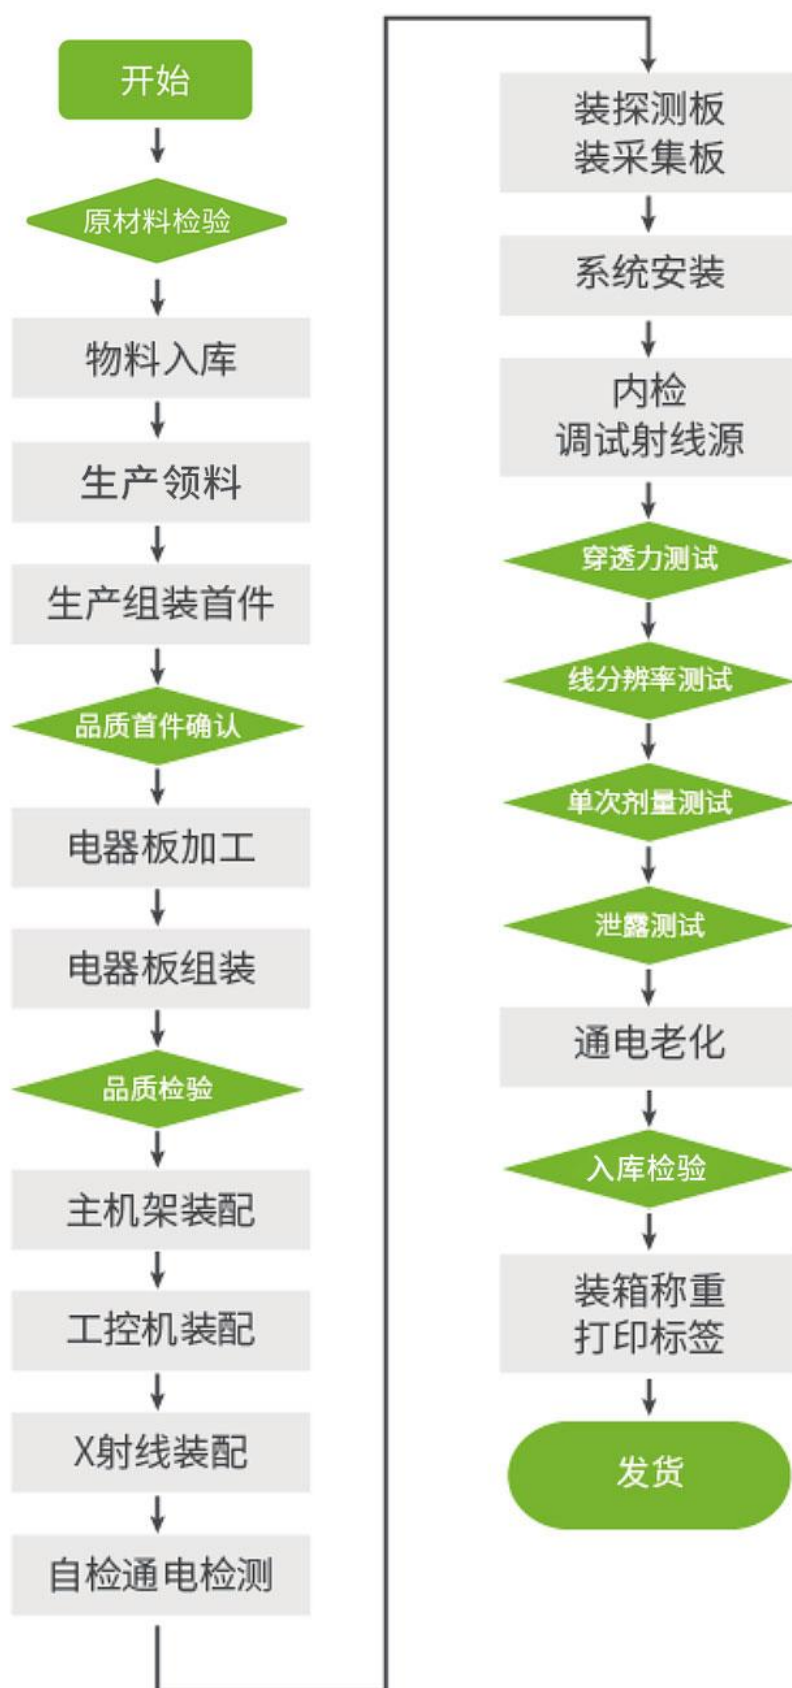 开始
原材料检验
物料入库
生产领料
生产组装首件
品质首件确认
电器板加工
电器板组装
品质检验
主机架装配
工控机装配
X射线装配
自检通电检测
装探测板
装采集板
系统安装
内检
调试射线源
穿透力测试
线分辨率测试
单次剂量测试
泄露测试
通电老化
入库检验
装箱称重
打印标签
发货